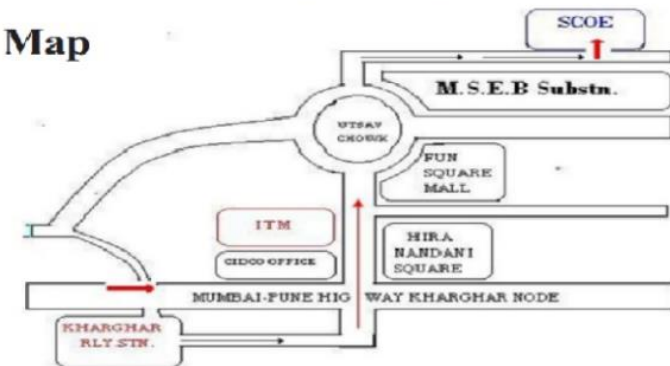 SCOE
Map
M.S.E.B Substn.
UTSAV
CHOWK
FUN
SQUARE
MALL
ITM
HIRA
NANDANI
SQUARE
CIDCO OFFICE
MUMBAI-PUNE HIG WAY KHARGHAR NODE
KHARGHAR
RLY STN.